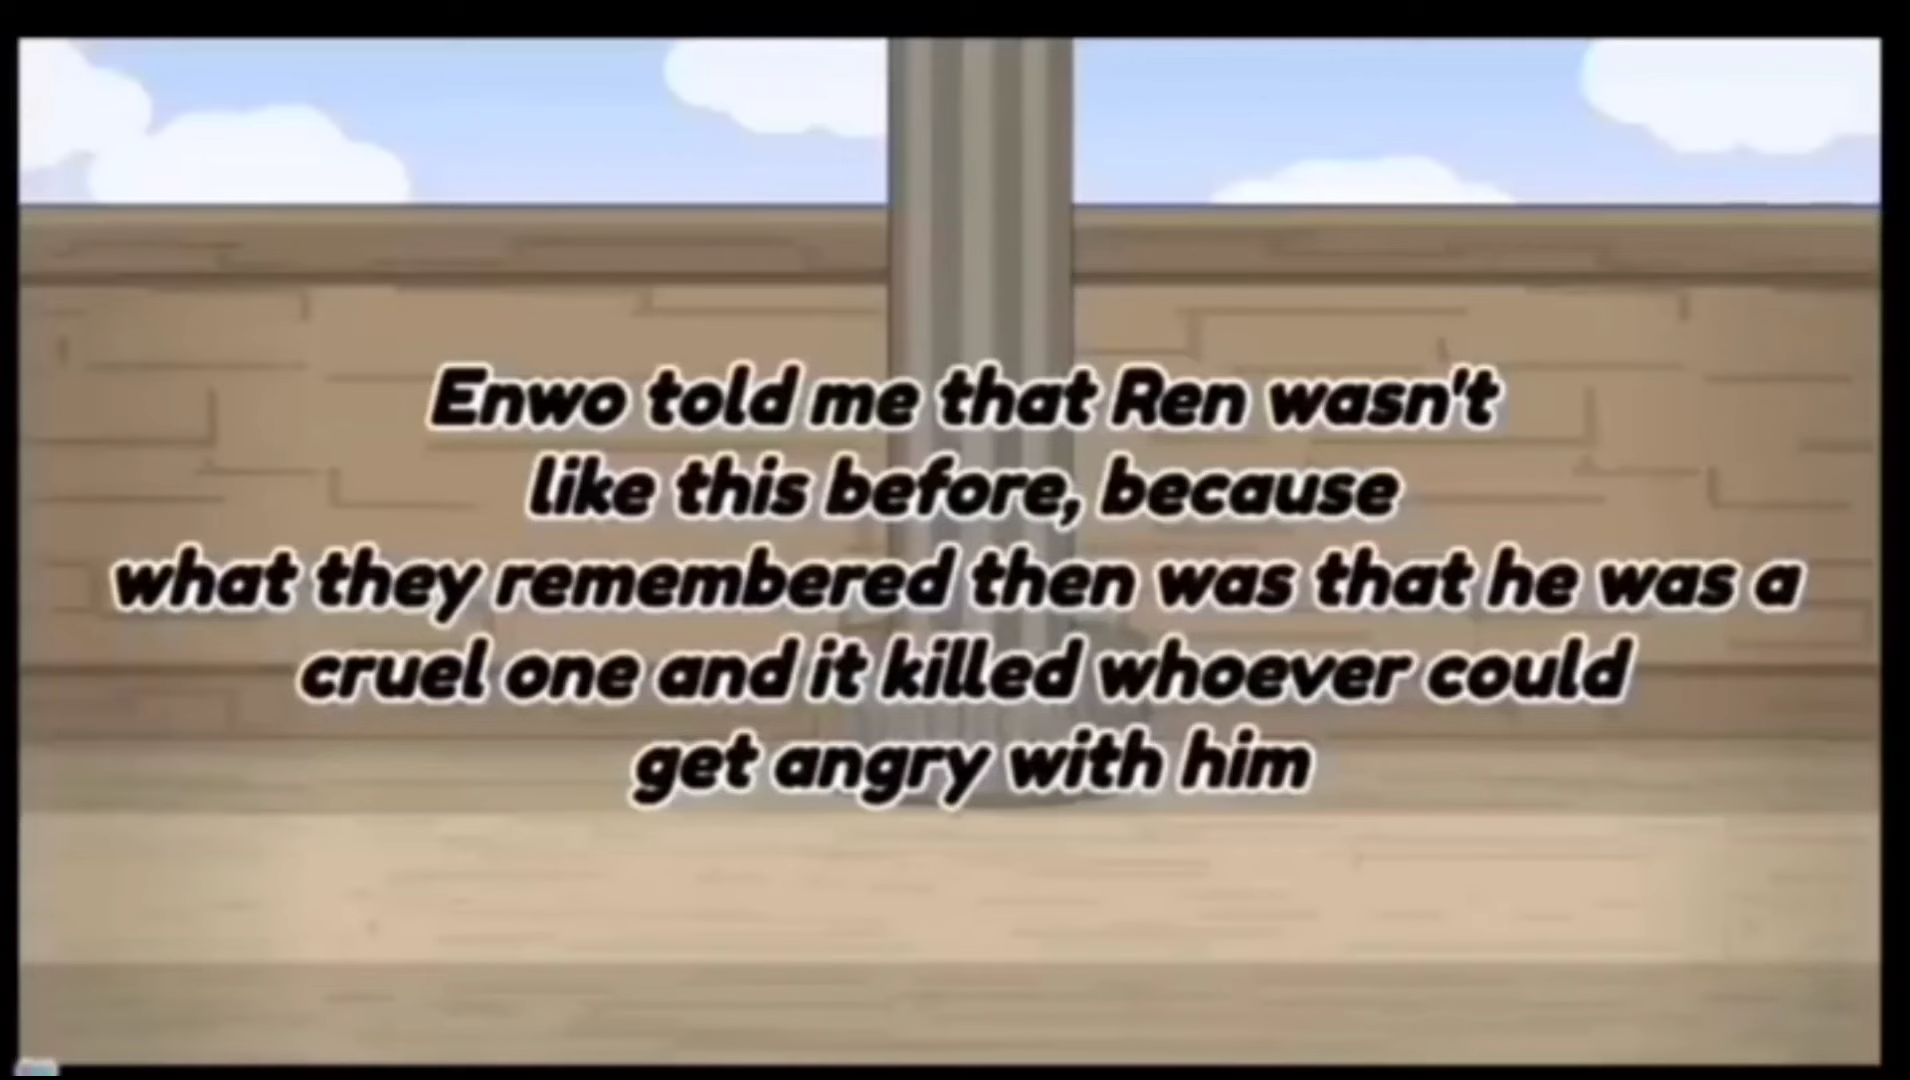 Enwo told me that Ren wasn't
like this before, because
what they remembered then was that he was a
cruel one and it killed whoever could
get angry with him